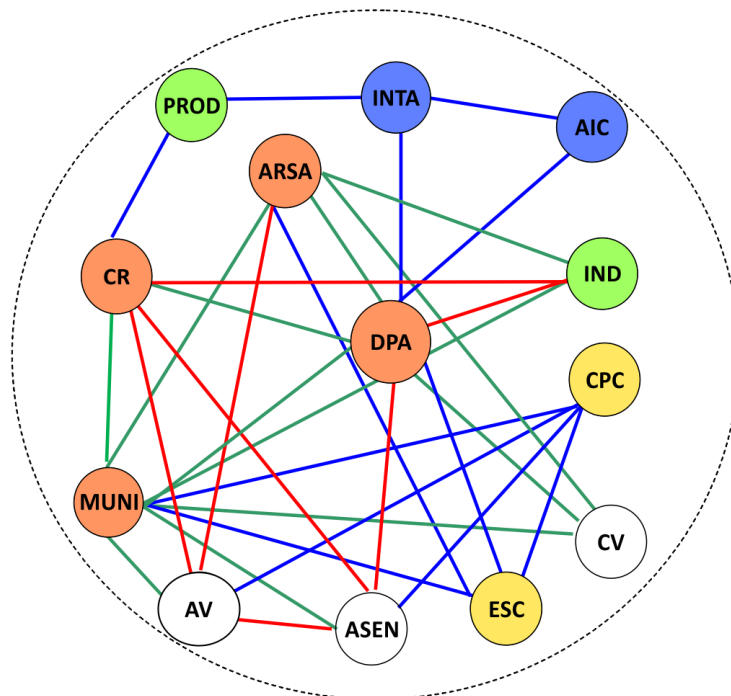 PROD
INTA
AIC
ARSA
CR
IND
DPA
CPC
MUNI
CV
AV
ASEN
ESC